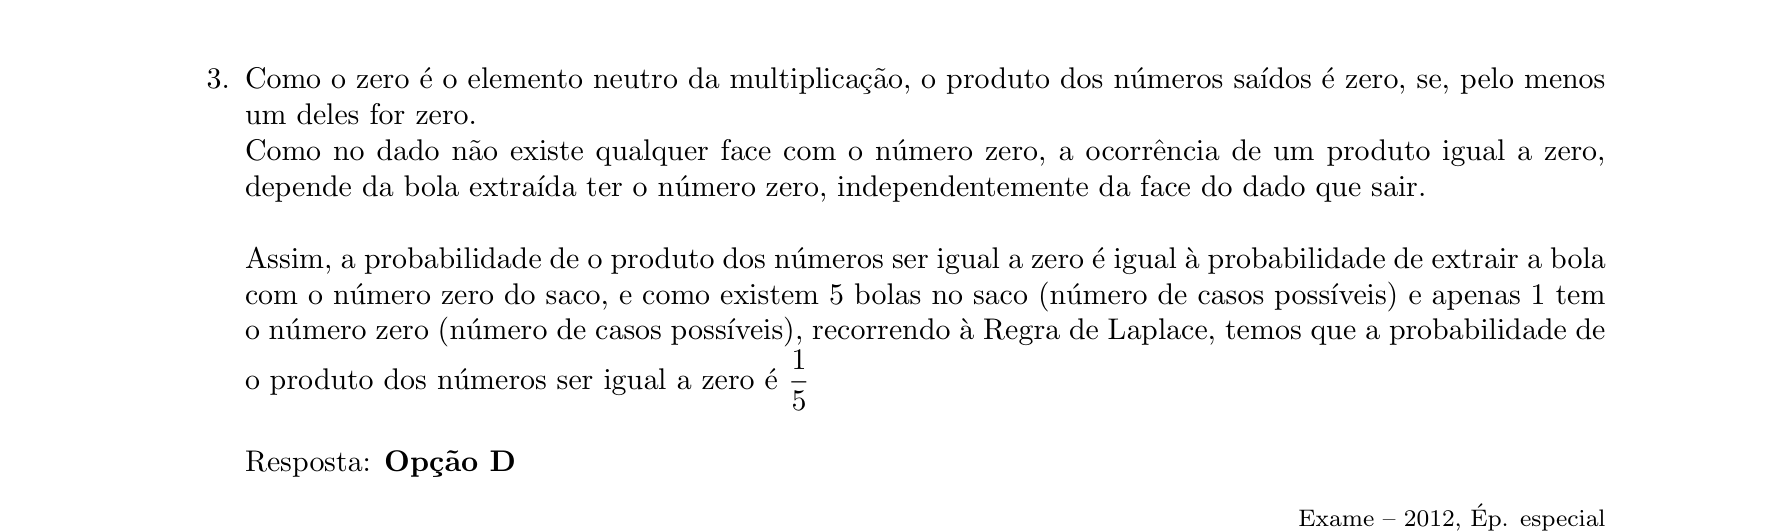 3. Como o zero é o elemento neutro da multiplicação, o produto dos números saídos é zero, se, pelo menos
um deles for zero.
Como no dado não existe qualquer face com o número zero, a ocorrência de um produto igual a zero,
depende da bola extraída ter o número zero, independentemente da face do dado que sair.
Assim, a probabilidade de o produto dos números ser igual a zero é igual à probabilidade de extrair a bola
com o número zero do saco, e como existem 5 bolas no saco (número de casos possíveis) e apenas 1 tem
o número zero (número de casos possíveis), recorrendo à Regra de Laplace, temos que a probabilidade de
o produto dos números ser igual a zero é 1/5
Resposta: Opção D
Exame – 2012, Ép. especial